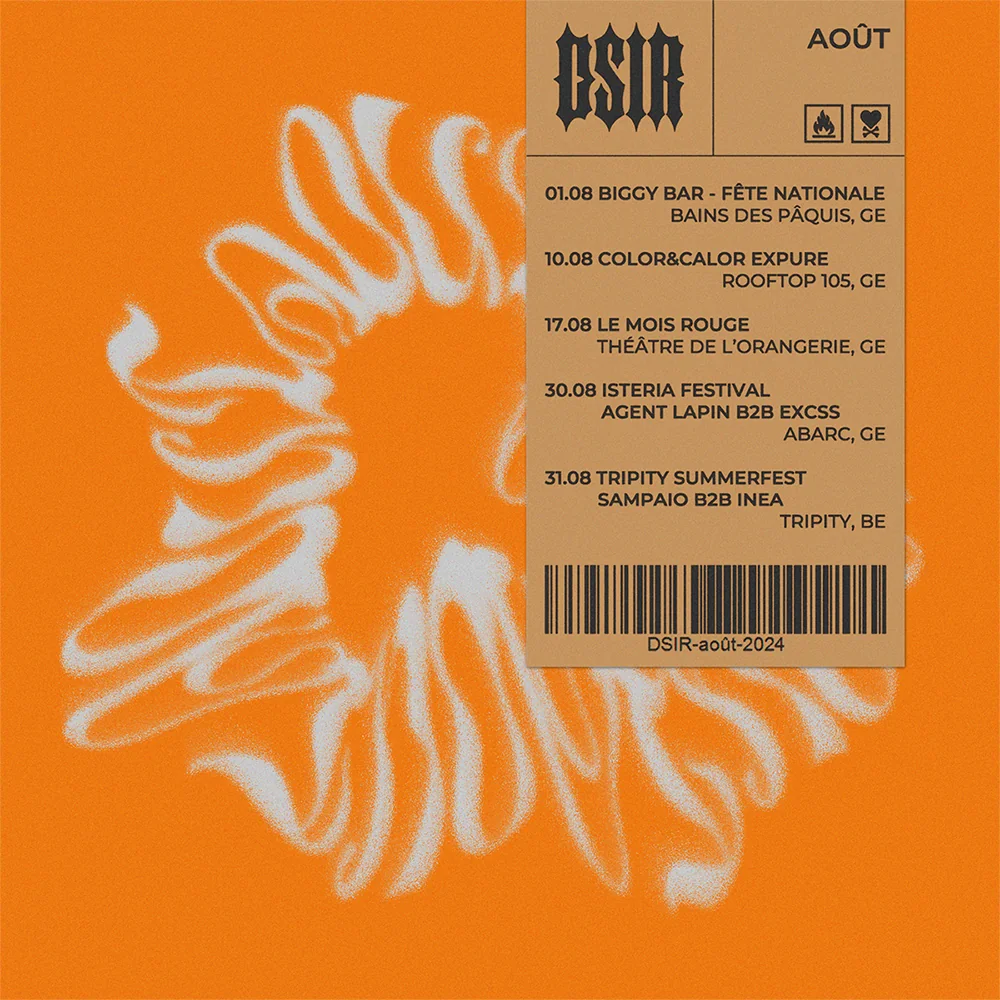 DSIR
AOÛT
01.08 BIGGY BAR - FÊTE NATIONALE
BAINS DES PÂQUIS, GE
10.08 COLOR&CALOR EXPURE
ROOFTOP 105, GE
17.08 LE MOIS ROUGE
THÉÂTRE DE L'ORANGERIE, GE
30.08 ISTERIA FESTIVAL
AGENT LAPIN B2B EXCSS
ABARC, GE
31.08 TRIPITY SUMMERFEST
SAMPAIO B2B INEA
TRIPITY, BE
DSIR-août-2024